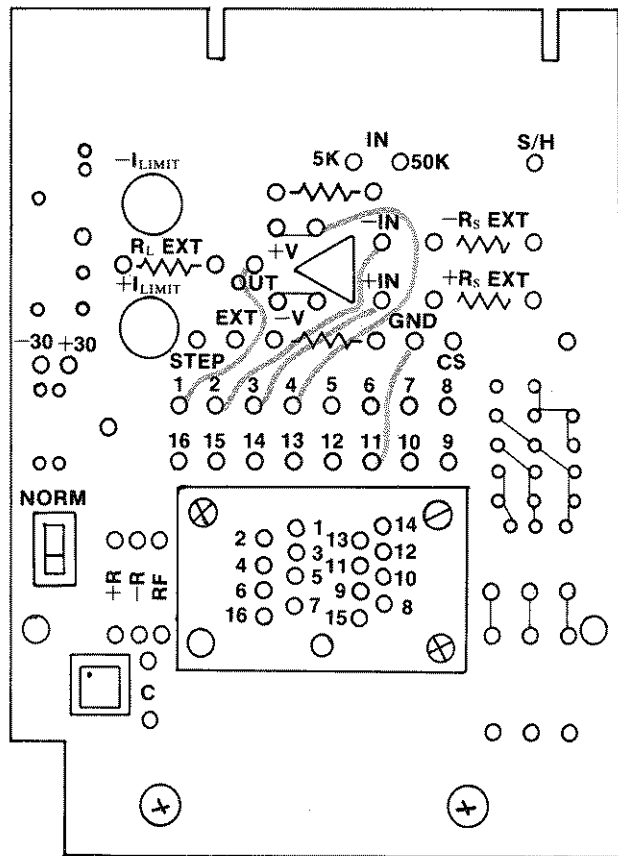 IN
5K 50K
S/H
−I LIMIT
−IN
−Rs EXT
RL EXT
+V
OUT
+ILIMIT
+IN
+Rs EXT
EXT
−V
GND
−30 +30
STEP
CS
1 2 3 4 5 6 7 8
16 15 14 13 12 11 10 9
NORM
2 1 13 14
4 3 11 12
6 5 9 10
16 7 15 8
+R
−R
RF
C